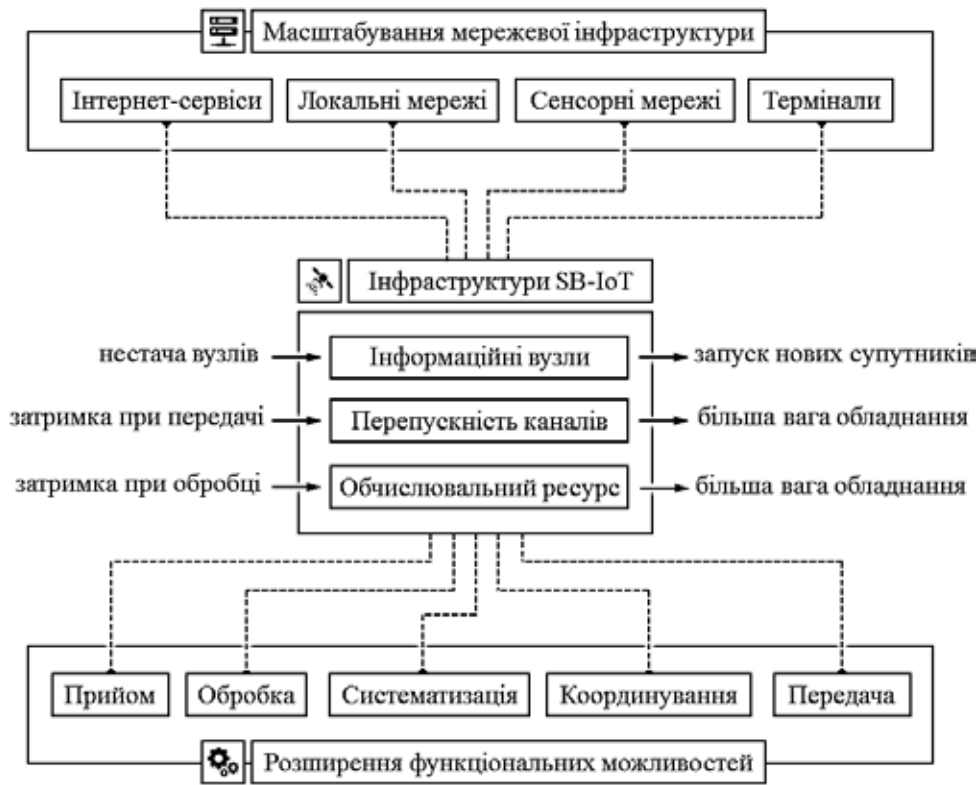 Масштабування мережевої інфраструктури
Інтернет-сервіси Локальні мережі Сенсорні мережі Термінали
Інфраструктури SB-IoT
нестача вузлів Інформаційні вузли запуск нових супутників
затримка при передачі Перепускність каналів більша вага обладнання
затримка при обробці Обчислювальний ресурс більша вага обладнання
Прийом Обробка Систематизація Координування Передача
Розширення функціональних можливостей